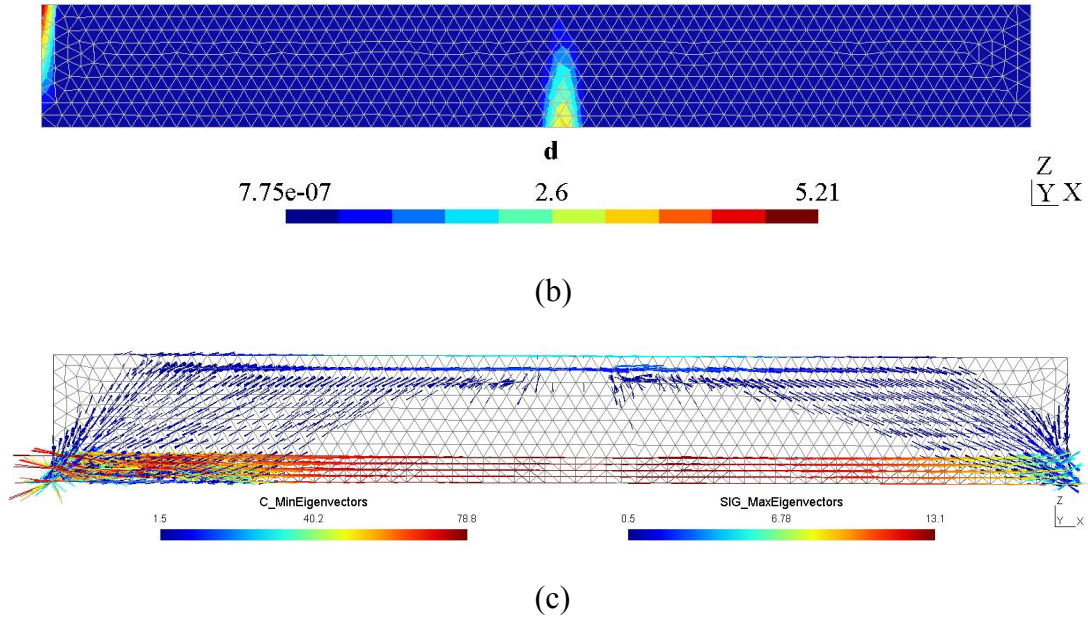 d
7.75e-07 2.6 5.21
Z
Y X
(b)
C_MinEigenvectors SIG_MaxEigenvectors
1.5 40.2 78.8 0.5 6.78 13.1
Z
Y X
(c)